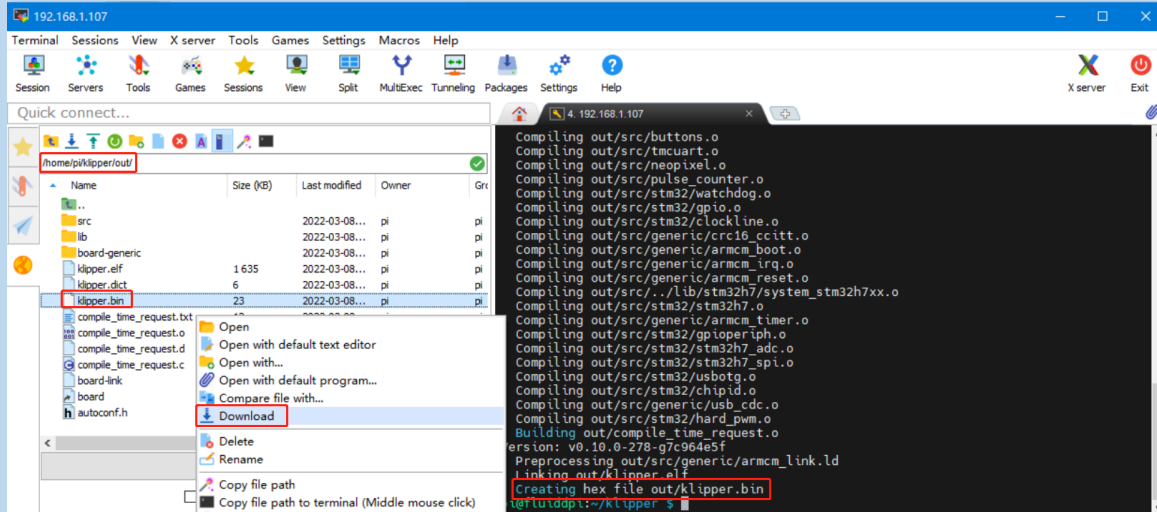 192.168.1.107
Terminal Sessions View X server Tools Games Settings Macros Help
Session Servers Tools Games Sessions View Split MultiExec Tunneling Packages Settings Help X server Exit
Quick connect...
4. 192.168.1.107
/home/pi/klipper/out/
Name Size (KB) Last modified Owner Grc
..
src 2022-03-08... pi pi
lib 2022-03-08... pi pi
board-generic 2022-03-08... pi pi
klipper.elf 1 635 2022-03-08... pi pi
klipper.dict 6 2022-03-08... pi pi
klipper.bin 23 2022-03-08... pi pi
compile_time_request.txt
compile_time_request.o
compile_time_request.d
compile_time_request.c
board-link
board
autoconf.h
Open
Open with default text editor
Open with...
Open with default program...
Compare file with...
Download
Delete
Rename
Copy file path
Copy file path to terminal (Middle mouse click)
Compiling out/src/buttons.o
Compiling out/src/tmcuart.o
Compiling out/src/neopixel.o
Compiling out/src/pulse_counter.o
Compiling out/src/stm32/watchdog.o
Compiling out/src/stm32/gpio.o
Compiling out/src/stm32/clockline.o
Compiling out/src/generic/crc16_ccitt.o
Compiling out/src/generic/armcm_boot.o
Compiling out/src/generic/armcm_irq.o
Compiling out/src/generic/armcm_reset.o
Compiling out/src/../lib/stm32h7/system_stm32h7xx.o
Compiling out/src/stm32/stm32h7.o
Compiling out/src/generic/armcm_timer.o
Compiling out/src/stm32/gpioperiph.o
Compiling out/src/stm32/stm32h7_adc.o
Compiling out/src/stm32/stm32h7_spi.o
Compiling out/src/stm32/usbotg.o
Compiling out/src/stm32/chipid.o
Compiling out/src/generic/usb_cdc.o
Compiling out/src/stm32/hard_pwm.o
Building out/compile_time_request.o
ersion: v0.10.0-278-g7c964e5f
Preprocessing out/src/generic/armcm_link.ld
Linking out/klipper.elf
Creating hex file out/klipper.bin
i@fluiddpi:~/klipper $